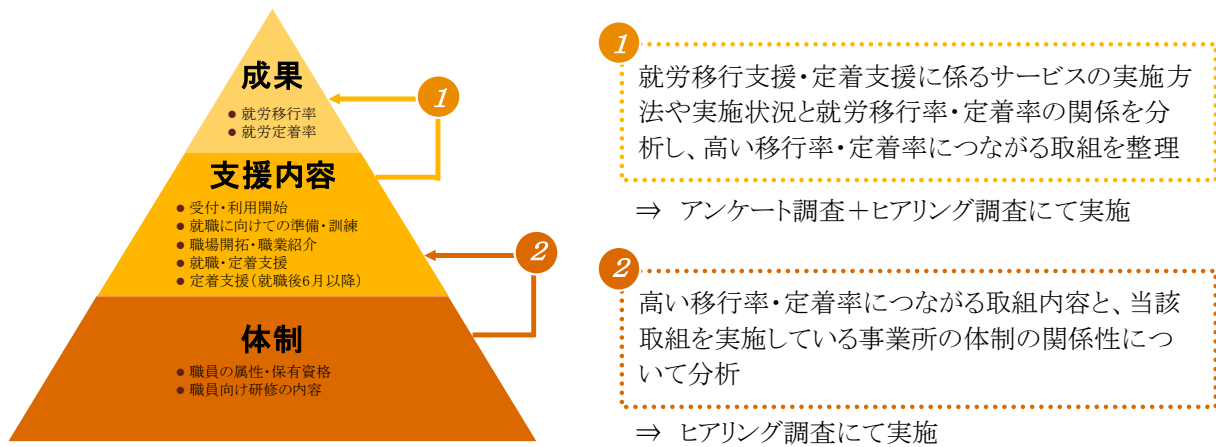 成果
● 就労移行率
● 就労定着率
支援内容
● 受付・利用開始
● 就職に向けての準備・訓練
● 職場開拓・職業紹介
● 就職・定着支援
● 定着支援(就職後6月以降)
体制
● 職員の属性・保有資格
● 職員向け研修の内容
1
2
1
就労移行支援・定着支援に係るサービスの実施方
法や実施状況と就労移行率・定着率の関係を分
析し、高い移行率・定着率につながる取組を整理
⇒ アンケート調査+ヒアリング調査にて実施
2
高い移行率・定着率につながる取組内容と、当該
取組を実施している事業所の体制の関係性につ
いて分析
⇒ ヒアリング調査にて実施